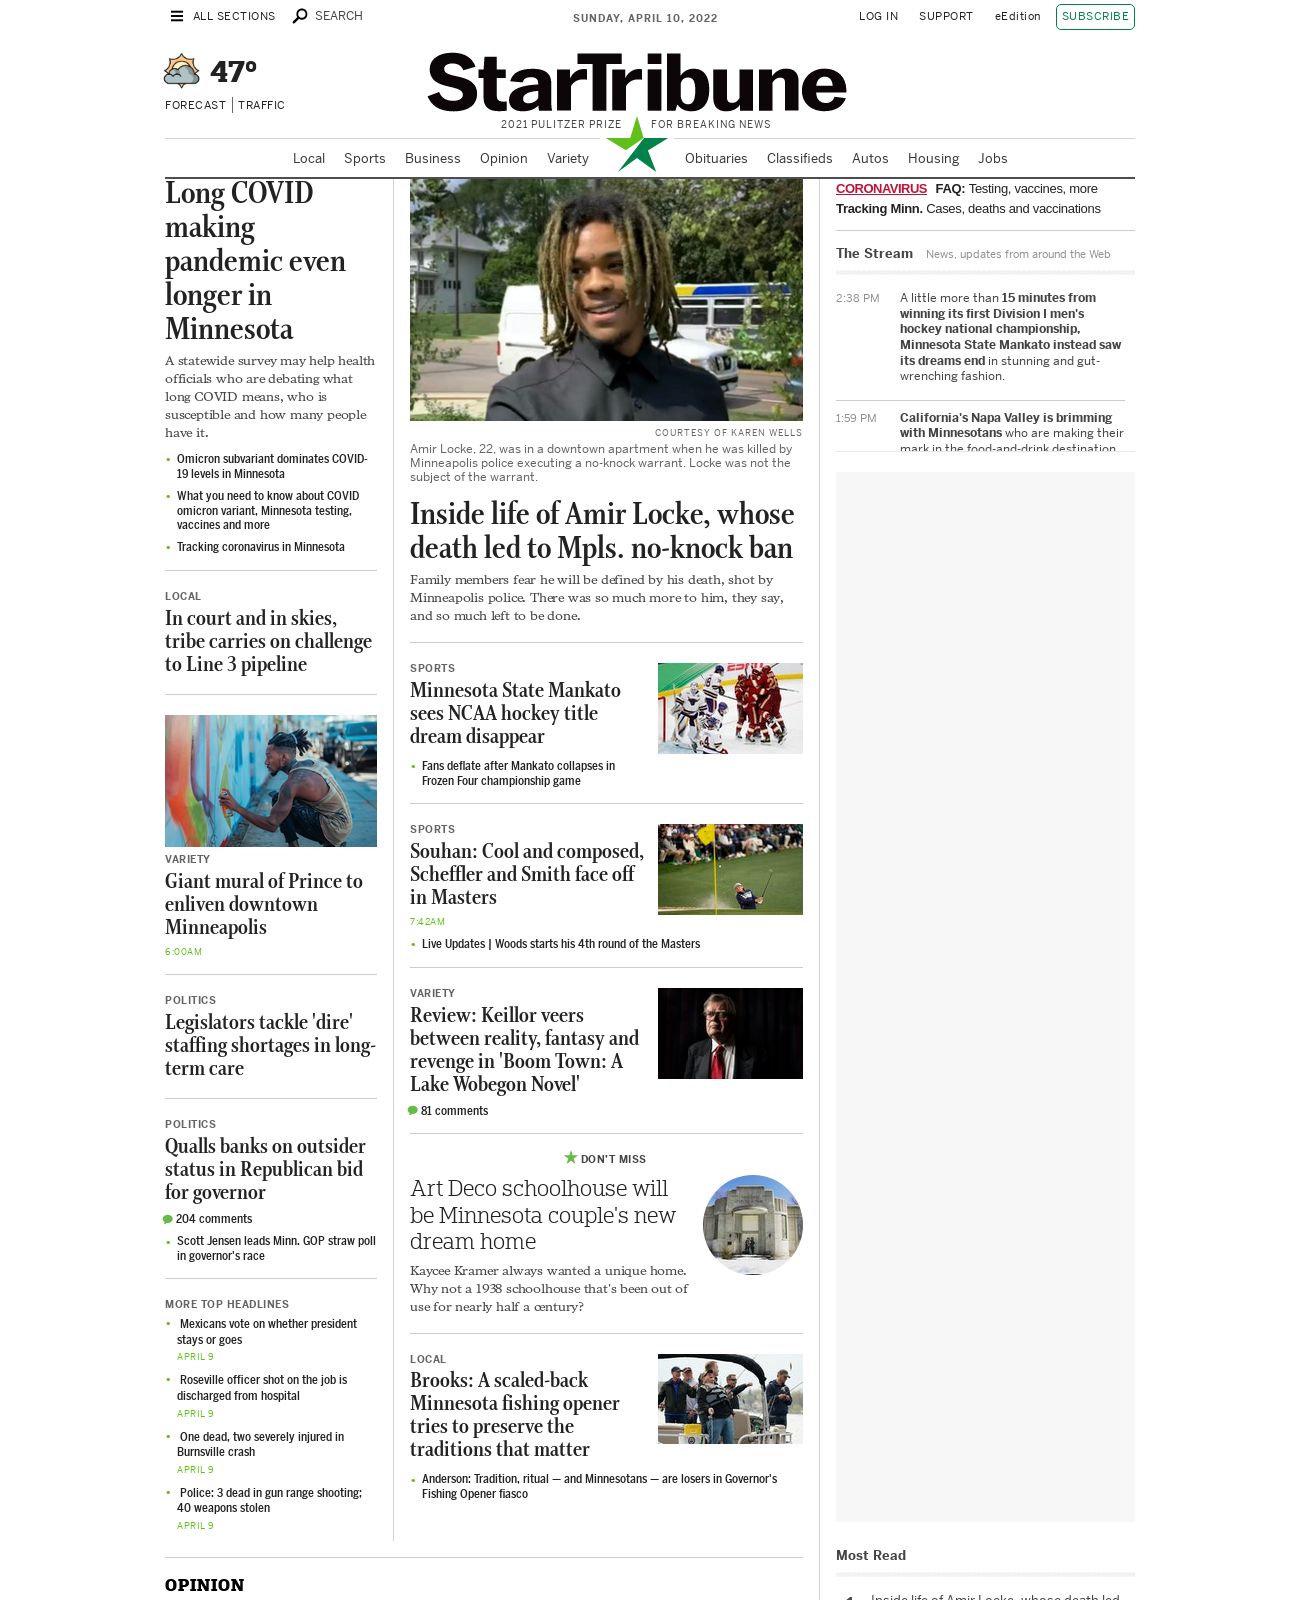 ALL SECTIONS
SEARCH
SUNDAY, APRIL 10, 2022
LOG IN
SUPPORT
eEdition
SUBSCRIBE
47°
FORECAST
TRAFFIC
StarTribune
2021 PULITZER PRIZE
FOR BREAKING NEWS
Local
Sports
Business
Opinion
Variety
Obituaries
Classifieds
Autos
Housing
Jobs
Long COVID
making
pandemic even
longer in
Minnesota
A statewide survey may help health
officials who are debating what
long COVID means, who is
susceptible and how many people
have it.
Omicron subvariant dominates COVID-
19 levels in Minnesota
What you need to know about COVID
omicron variant, Minnesota testing,
vaccines and more
Tracking coronavirus in Minnesota
LOCAL
In court and in skies,
tribe carries on challenge
to Line 3 pipeline
VARIETY
Giant mural of Prince to
enliven downtown
Minneapolis
6:00AM
POLITICS
Legislators tackle 'dire'
staffing shortages in long-
term care
POLITICS
Qualls banks on outsider
status in Republican bid
for governor
204 comments
Scott Jensen leads Minn. GOP straw poll
in governor's race
MORE TOP HEADLINES
Mexicans vote on whether president
stays or goes
APRIL 9
Roseville officer shot on the job is
discharged from hospital
APRIL 9
One dead, two severely injured in
Burnsville crash
APRIL 9
Police: 3 dead in gun range shooting;
40 weapons stolen
APRIL 9
COURTESY OF KAREN WELLS
Amir Locke, 22, was in a downtown apartment when he was killed by
Minneapolis police executing a no-knock warrant. Locke was not the
subject of the warrant.
Inside life of Amir Locke, whose
death led to Mpls. no-knock ban
Family members fear he will be defined by his death, shot by
Minneapolis police. There was so much more to him, they say,
and so much left to be done.
SPORTS
Minnesota State Mankato
sees NCAA hockey title
dream disappear
Fans deflate after Mankato collapses in
Frozen Four championship game
SPORTS
Souhan: Cool and composed,
Scheffler and Smith face off
in Masters
7:42AM
Live Updates | Woods starts his 4th round of the Masters
VARIETY
Review: Keillor veers
between reality, fantasy and
revenge in 'Boom Town: A
Lake Wobegon Novel'
81 comments
DON'T MISS
Art Deco schoolhouse will
be Minnesota couple's new
dream home
Kaycee Kramer always wanted a unique home.
Why not a 1938 schoolhouse that's been out of
use for nearly half a century?
LOCAL
Brooks: A scaled-back
Minnesota fishing opener
tries to preserve the
traditions that matter
Anderson: Tradition, ritual — and Minnesotans — are losers in Governor's
Fishing Opener fiasco
CORONAVIRUS FAQ: Testing, vaccines, more
Tracking Minn. Cases, deaths and vaccinations
The Stream News, updates from around the Web
2:38 PM
A little more than 15 minutes from
winning its first Division I men's
hockey national championship,
Minnesota State Mankato instead saw
its dreams end in stunning and gut-
wrenching fashion.
1:59 PM
California's Napa Valley is brimming
with Minnesotans who are making their
mark in the food-and-drink destination
Most Read
Inside life of Amir Locke, whose death led
OPINION